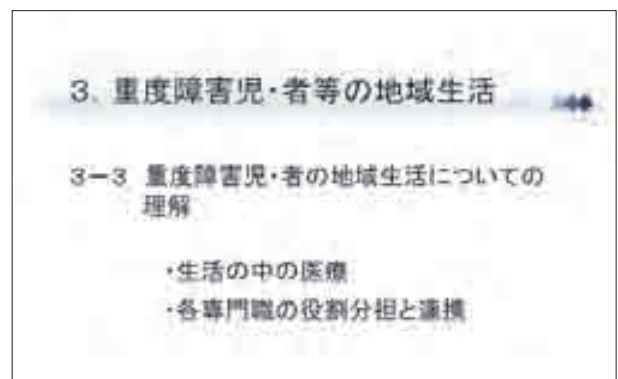 3. 重度障害児・者等の地域生活
3－3 重度障害児・者の地域生活についての
理解
・生活の中の医療
・各専門職の役割分担と連携